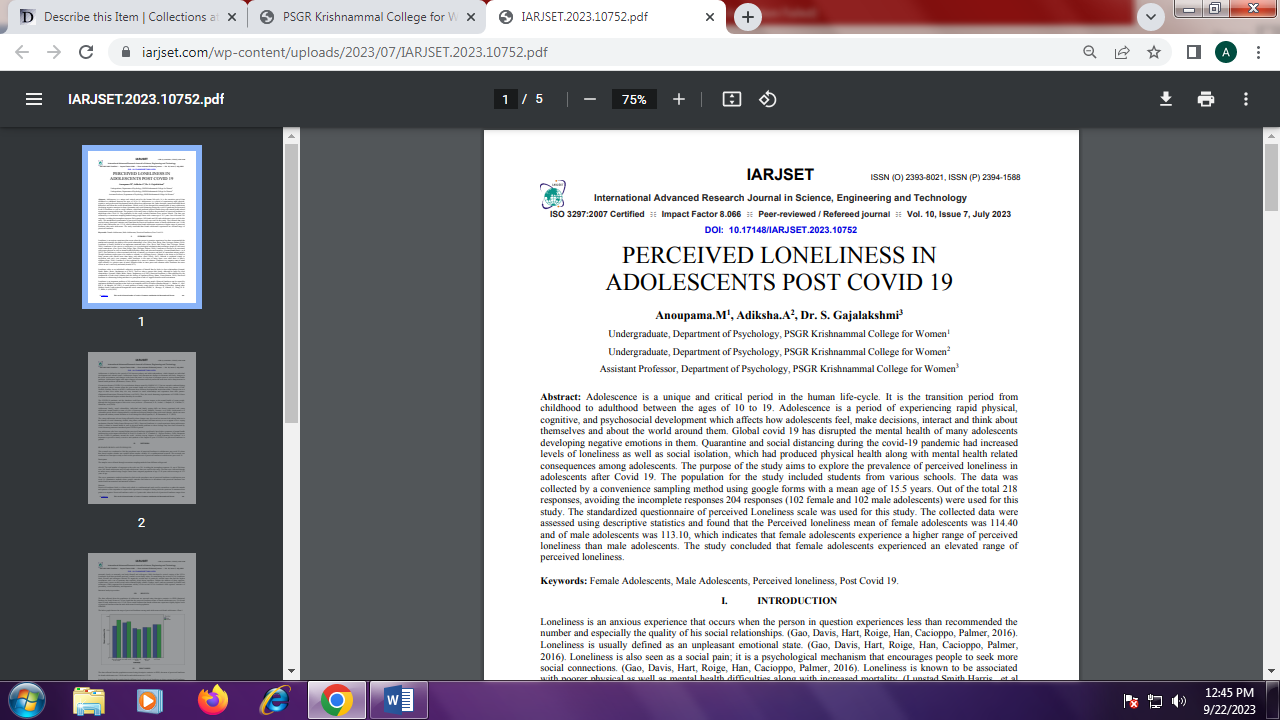 Describe this Item | Collections at
PSGR Krishnammal College for W
IARJSET.2023.10752.pdf
iarjset.com/wp-content/uploads/2023/07/IARJSET.2023.10752.pdf
A
IARJSET.2023.10752.pdf
1 / 5
75%
IARJSET
ISSN (O) 2393-8021, ISSN (P) 2394-1588
International Advanced Research Journal in Science, Engineering and Technology
ISO 3297:2007 Certified ⁝⁝ Impact Factor 8.066 ⁝⁝ Peer-reviewed / Refereed journal ⁝⁝ Vol. 10, Issue 7, July 2023
DOI: 10.17148/IARJSET.2023.10752
PERCEIVED LONELINESS IN
ADOLESCENTS POST COVID 19
Anoupama.M¹, Adiksha.A², Dr. S. Gajalakshmi³
Undergraduate, Department of Psychology, PSGR Krishnammal College for Women¹
Undergraduate, Department of Psychology, PSGR Krishnammal College for Women²
Assistant Professor, Department of Psychology, PSGR Krishnammal College for Women³
Abstract: Adolescence is a unique and critical period in the human life-cycle. It is the transition period from
childhood to adulthood between the ages of 10 to 19. Adolescence is a period of experiencing rapid physical,
cognitive, and psychosocial development which affects how adolescents feel, make decisions, interact and think about
themselves and about the world around them. Global covid 19 has disrupted the mental health of many adolescents
developing negative emotions in them. Quarantine and social distancing during the covid-19 pandemic had increased
levels of loneliness as well as social isolation, which had produced physical health along with mental health related
consequences among adolescents. The purpose of the study aims to explore the prevalence of perceived loneliness in
adolescents after Covid 19. The population for the study included students from various schools. The data was
collected by a convenience sampling method using google forms with a mean age of 15.5 years. Out of the total 218
responses, avoiding the incomplete responses 204 responses (102 female and 102 male adolescents) were used for this
study. The standardized questionnaire of perceived Loneliness scale was used for this study. The collected data were
assessed using descriptive statistics and found that the Perceived loneliness mean of female adolescents was 114.40
and of male adolescents was 113.10, which indicates that female adolescents experience a higher range of perceived
loneliness than male adolescents. The study concluded that female adolescents experienced an elevated range of
perceived loneliness.
Keywords: Female Adolescents, Male Adolescents, Perceived loneliness, Post Covid 19.
I. INTRODUCTION
Loneliness is an anxious experience that occurs when the person in question experiences less than recommended the
number and especially the quality of his social relationships. (Gao, Davis, Hart, Roige, Han, Cacioppo, Palmer, 2016).
Loneliness is usually defined as an unpleasant emotional state. (Gao, Davis, Hart, Roige, Han, Cacioppo, Palmer,
2016). Loneliness is also seen as a social pain; it is a psychological mechanism that encourages people to seek more
social connections. (Gao, Davis, Hart, Roige, Han, Cacioppo, Palmer, 2016). Loneliness is known to be associated
with poorer physical as well as mental health difficulties along with increased mortality. (Lunstad Smith Harris, et al
1
2
12:45 PM
9/22/2023